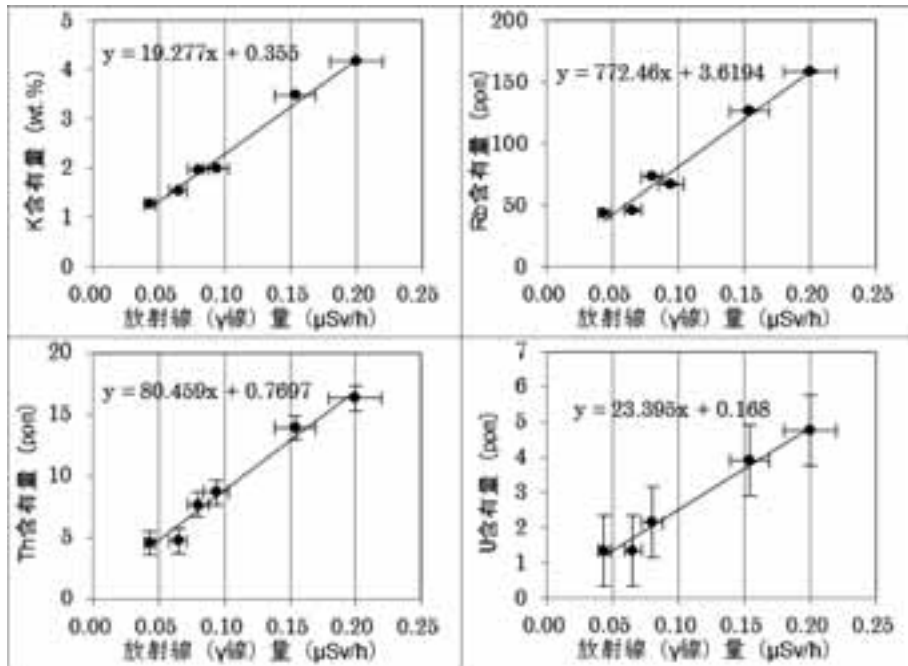 5
4
3
2
1
0
K含有量 (wt.%)
y = 19.277x + 0.355
0.00 0.05 0.10 0.15 0.20 0.25
放射線 (γ線) 量 (μSv/h)
200
150
100
50
0
Rb含有量 (ppm)
y = 772.46x + 3.6194
0.00 0.05 0.10 0.15 0.20 0.25
放射線 (γ線) 量 (μSv/h)
20
15
10
5
0
Th含有量 (ppm)
y = 80.459x + 0.7697
0.00 0.05 0.10 0.15 0.20 0.25
放射線 (γ線) 量 (μSv/h)
7
6
5
4
3
2
1
0
U含有量 (ppm)
y = 23.395x + 0.168
0.00 0.05 0.10 0.15 0.20 0.25
放射線 (γ線) 量 (μSv/h)